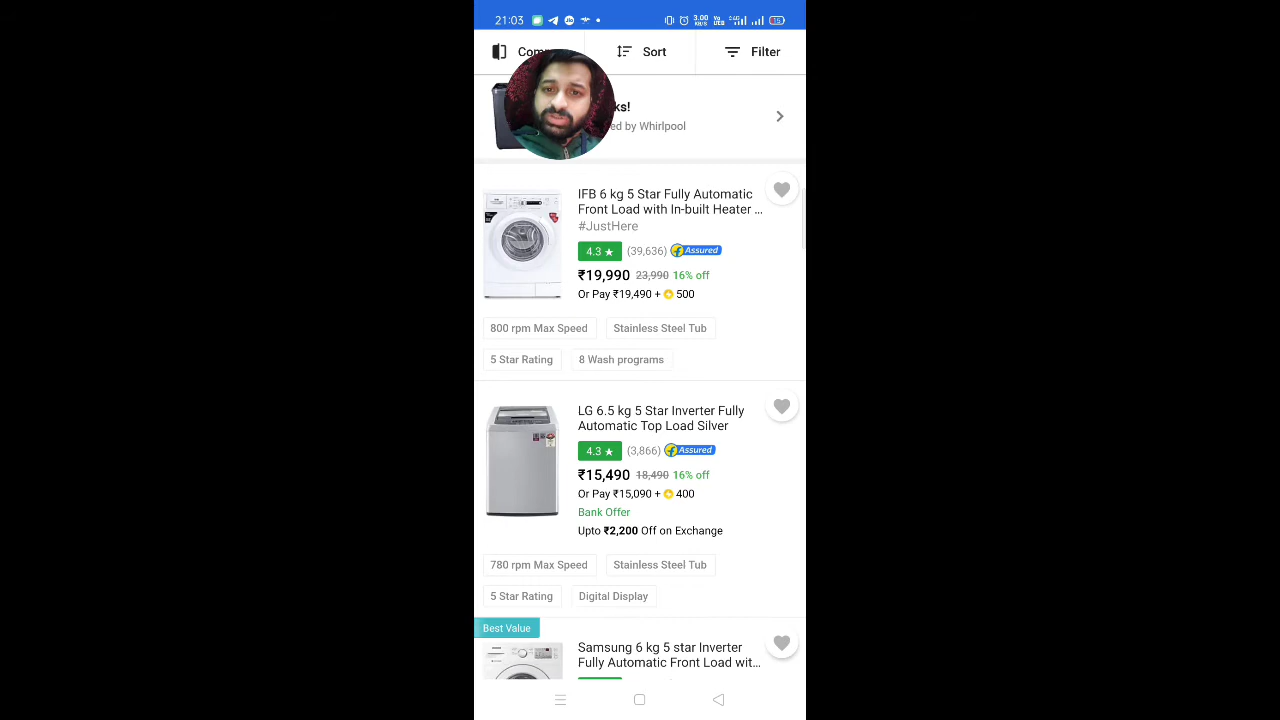 21:03
3.00 KB/S
15
Sort
Filter
ks!
ed by Whirlpool
IFB 6 kg 5 Star Fully Automatic
Front Load with In-built Heater ...
#JustHere
4.3 ★ (39,636) Assured
₹19,990 23,990 16% off
Or Pay ₹19,490 + 500
800 rpm Max Speed
Stainless Steel Tub
5 Star Rating
8 Wash programs
LG 6.5 kg 5 Star Inverter Fully
Automatic Top Load Silver
4.3 ★ (3,866) Assured
₹15,490 18,490 16% off
Or Pay ₹15,090 + 400
Bank Offer
Upto ₹2,200 Off on Exchange
780 rpm Max Speed
Stainless Steel Tub
5 Star Rating
Digital Display
Best Value
Samsung 6 kg 5 star Inverter
Fully Automatic Front Load wit...